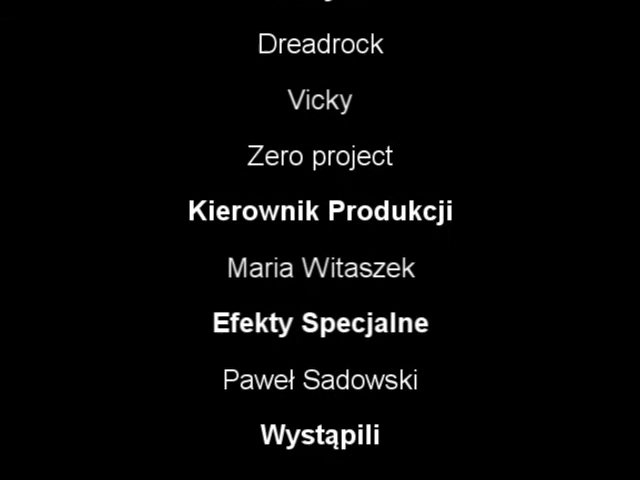 Dreadrock
Vicky
Zero project
Kierownik Produkcji
Maria Witaszek
Efekty Specjalne
Paweł Sadowski
Wystąpili